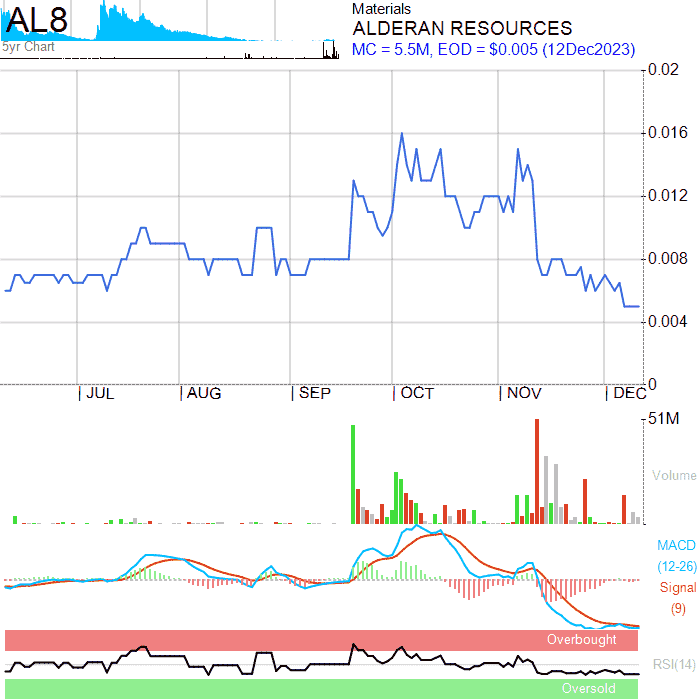 AL8
5yr Chart
Materials
ALDERAN RESOURCES
MC = 5.5M, EOD = $0.005 (12Dec2023)
0.02
0.016
0.012
0.008
0.004
0
JUL
AUG
SEP
OCT
NOV
DEC
51M
Volume
MACD
(12-26)
Signal
(9)
Overbought
RSI(14)
Oversold